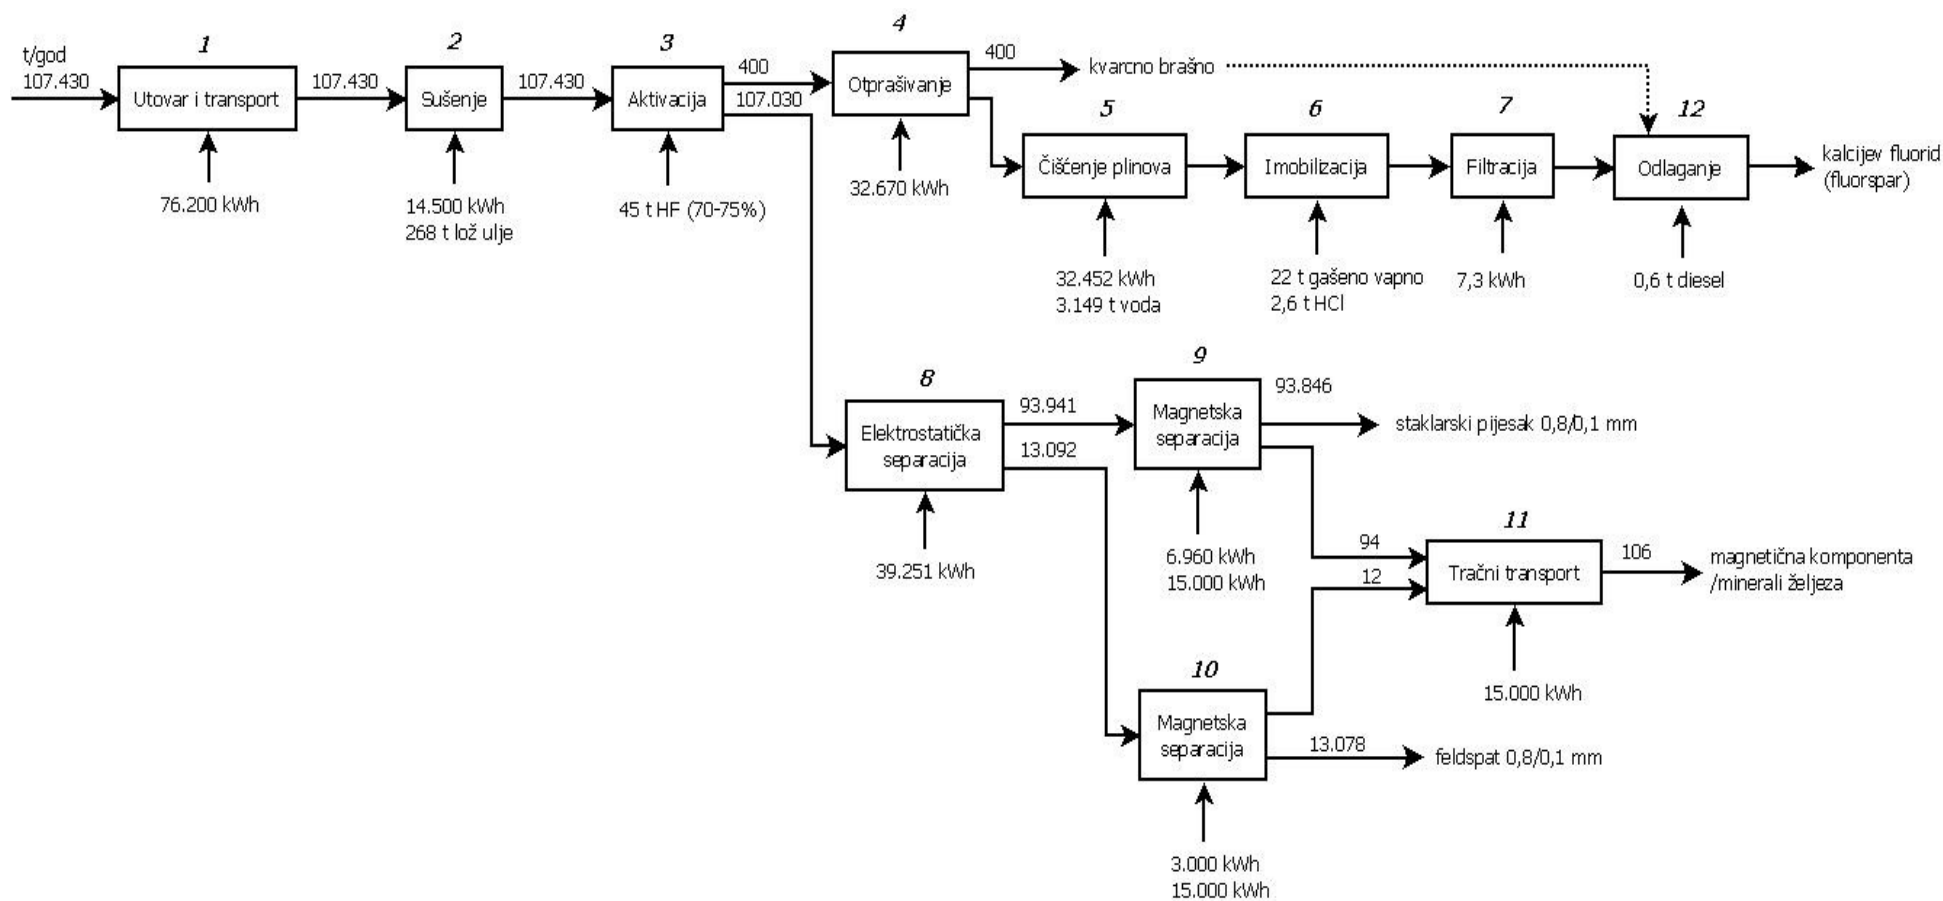 t/god
107.430
1
Utovar i transport
76.200 kWh
107.430
2
Sušenje
14.500 kWh
268 t lož ulje
107.430
3
Aktivacija
45 t HF (70-75%)
400
107.030
4
Otprašivanje
32.670 kWh
400
kvarcno brašno
5
Čišćenje plinova
32.452 kWh
3.149 t voda
6
Imobilizacija
22 t gašeno vapno
2,6 t HCl
7
Filtracija
7,3 kWh
12
Odlaganje
0,6 t diesel
kalcijev fluorid
(fluorspar)
8
Elektrostatička
separacija
39.251 kWh
93.941
13.092
9
Magnetska
separacija
6.960 kWh
15.000 kWh
93.846
staklarski pijesak 0,8/0,1 mm
94
12
10
Magnetska
separacija
3.000 kWh
15.000 kWh
13.078
feldspat 0,8/0,1 mm
11
Tračni transport
15.000 kWh
106
magnetična komponenta
/minerali željeza